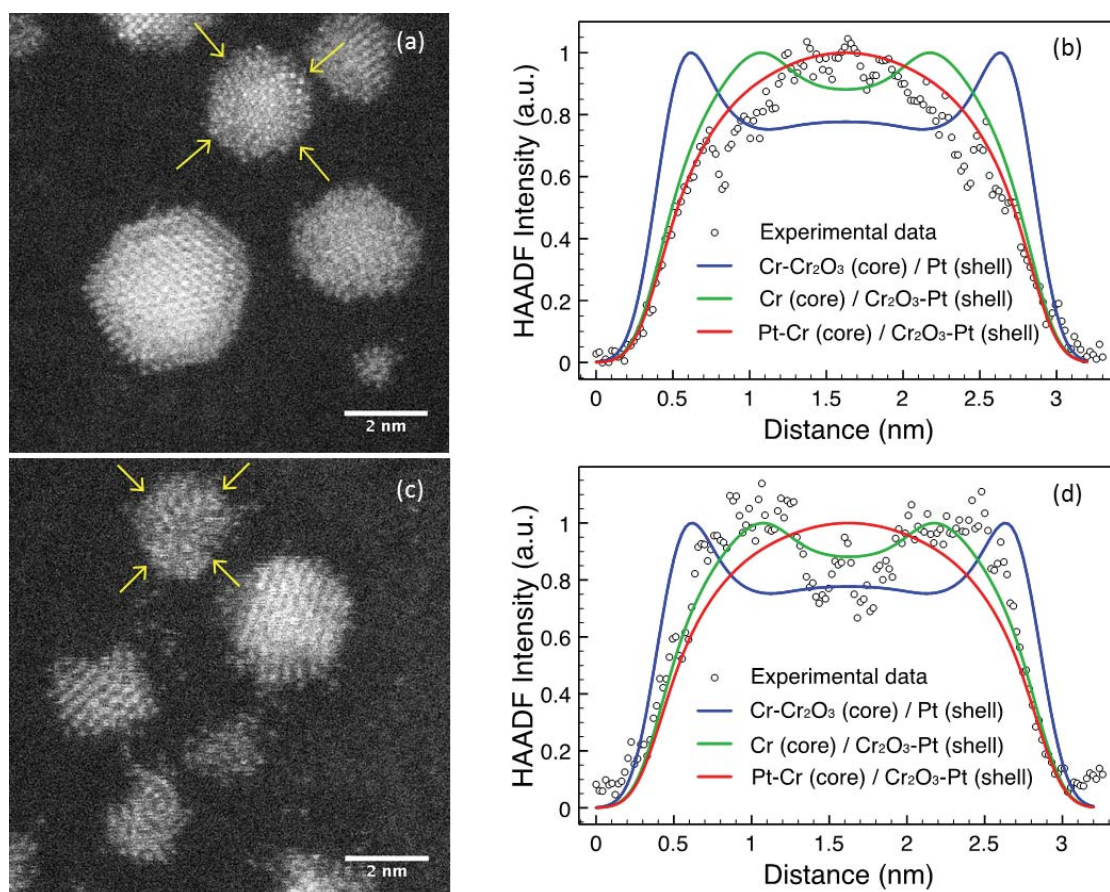 (a)
2 nm
(b)
HAADF Intensity (a.u.)
1
0.8
0.6
0.4
0.2
0
Experimental data
Cr-Cr₂O₃ (core) / Pt (shell)
Cr (core) / Cr₂O₃-Pt (shell)
Pt-Cr (core) / Cr₂O₃-Pt (shell)
0 0.5 1 1.5 2 2.5 3
Distance (nm)
(c)
2 nm
(d)
HAADF Intensity (a.u.)
1
0.8
0.6
0.4
0.2
0
Experimental data
Cr-Cr₂O₃ (core) / Pt (shell)
Cr (core) / Cr₂O₃-Pt (shell)
Pt-Cr (core) / Cr₂O₃-Pt (shell)
0 0.5 1 1.5 2 2.5 3
Distance (nm)